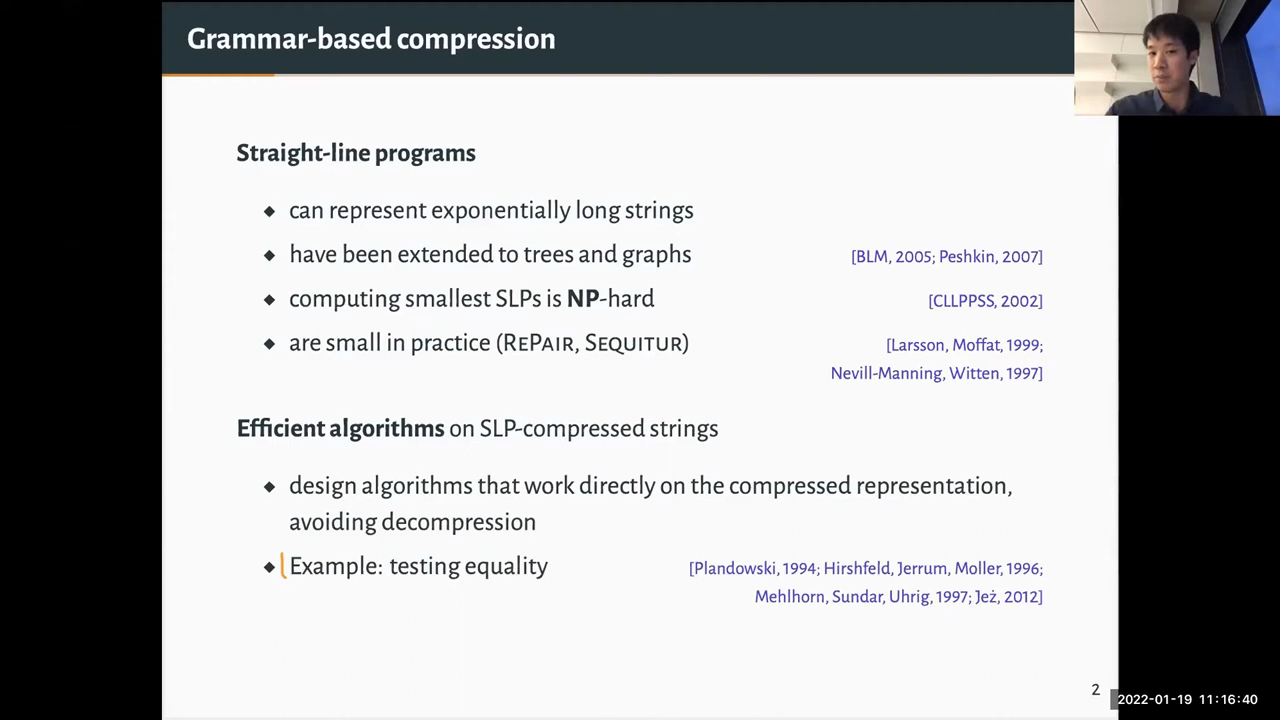 Grammar-based compression
Straight-line programs
◆ can represent exponentially long strings
◆ have been extended to trees and graphs [BLM, 2005; Peshkin, 2007]
◆ computing smallest SLPs is NP-hard [CLLPPSS, 2002]
◆ are small in practice (REPAIR, SEQUITUR) [Larsson, Moffat, 1999;
Nevill-Manning, Witten, 1997]
Efficient algorithms on SLP-compressed strings
◆ design algorithms that work directly on the compressed representation,
avoiding decompression
◆ Example: testing equality [Plandowski, 1994; Hirshfeld, Jerrum, Moller, 1996;
Mehlhorn, Sundar, Uhrig, 1997; Jeż, 2012]
2
2022-01-19 11:16:40